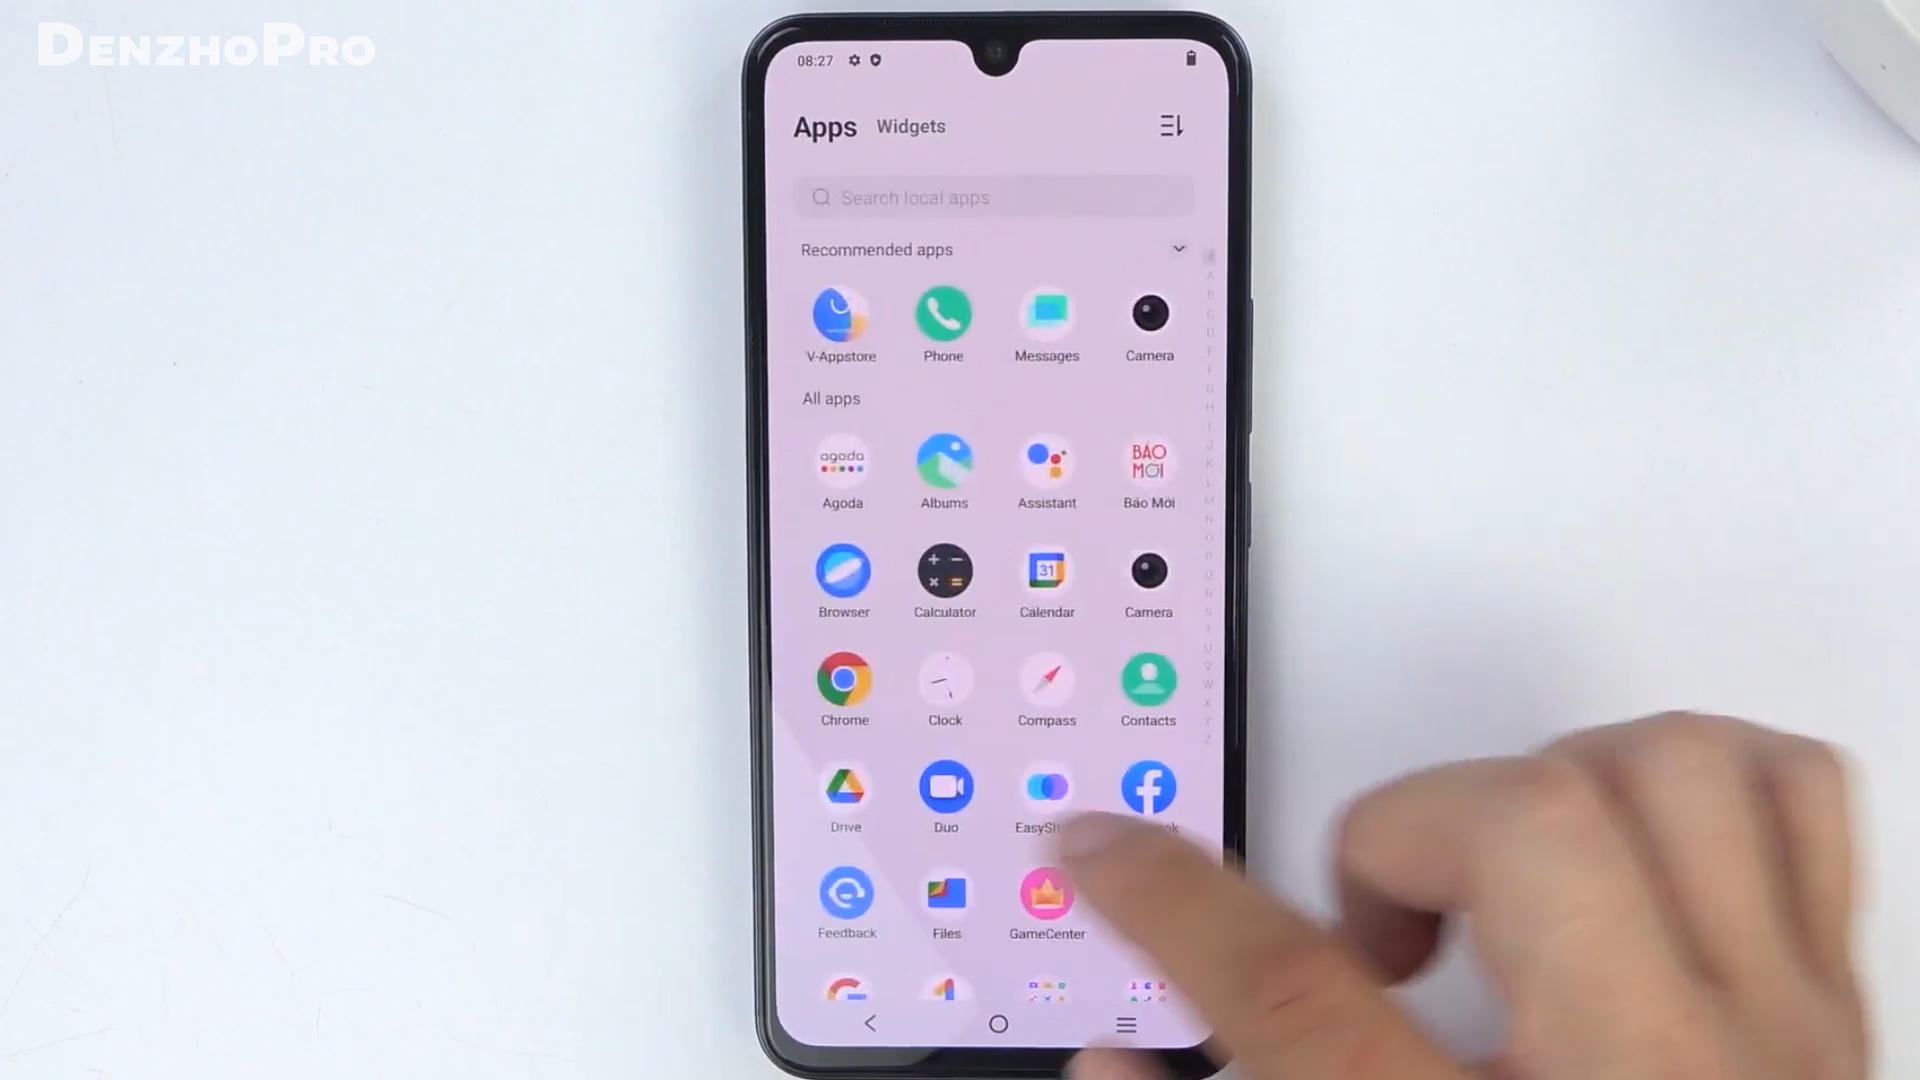 DENZHOPRO
08:27
Apps Widgets
Search local apps
Recommended apps
V-Appstore Phone Messages Camera
All apps
agoda
BÁO
MỚI
Agoda Albums Assistant Báo Mới
31
Browser Calculator Calendar Camera
Chrome Clock Compass Contacts
Drive Duo
Feedback Files GameCenter